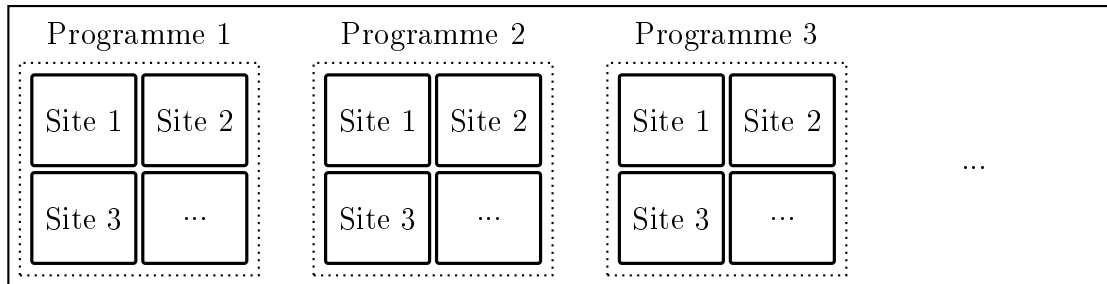 Programme 1 Programme 2 Programme 3
Site 1 Site 2 Site 1 Site 2 Site 1 Site 2
...
Site 3 ... Site 3 ... Site 3 ...